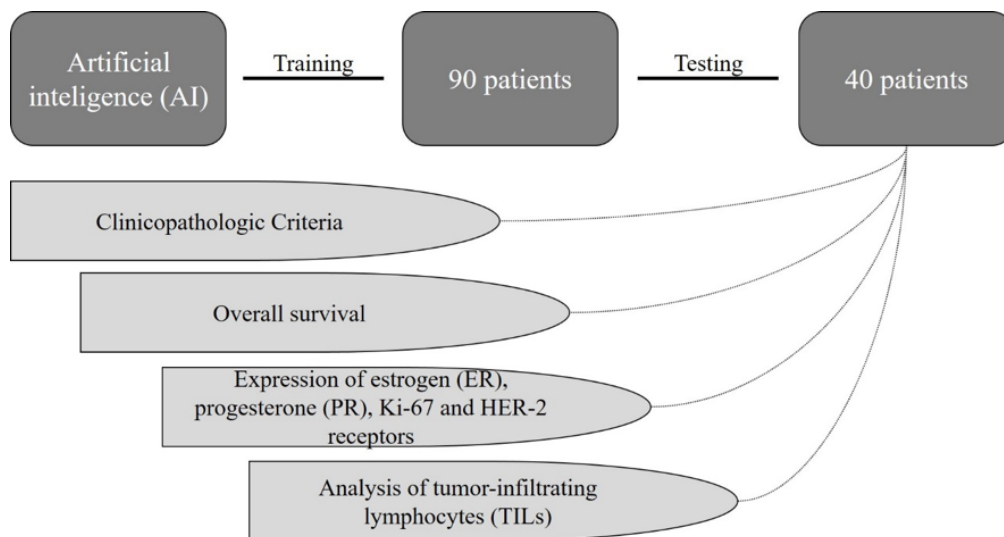 Artificial
inteligence (AI)
Training
90 patients
Testing
40 patients
Clinicopathologic Criteria
Overall survival
Expression of estrogen (ER),
progesterone (PR), Ki-67 and HER-2
receptors
Analysis of tumor-infiltrating
lymphocytes (TILs)